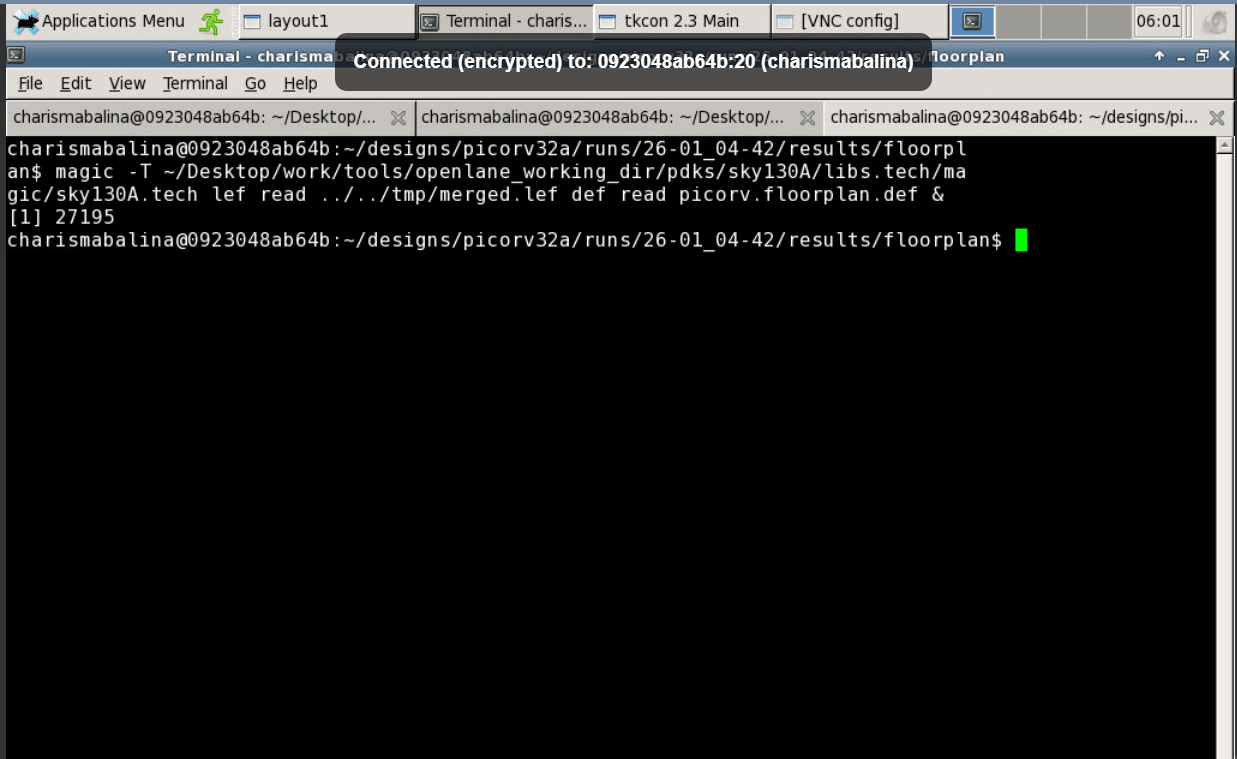 Applications Menu layout1 Terminal - charis... tkcon 2.3 Main [VNC config] 06:01
Terminal - charismaba floorplan
Connected (encrypted) to: 0923048ab64b:20 (charismabalina)
File Edit View Terminal Go Help
charismabalina@0923048ab64b: ~/Desktop/... charismabalina@0923048ab64b: ~/Desktop/... charismabalina@0923048ab64b: ~/designs/pi...
charismabalina@0923048ab64b:~/designs/picorv32a/runs/26-01_04-42/results/floorpl
an$ magic -T ~/Desktop/work/tools/openlane_working_dir/pdks/sky130A/libs.tech/ma
gic/sky130A.tech lef read ../../tmp/merged.lef def read picorv.floorplan.def &
[1] 27195
charismabalina@0923048ab64b:~/designs/picorv32a/runs/26-01_04-42/results/floorplan$